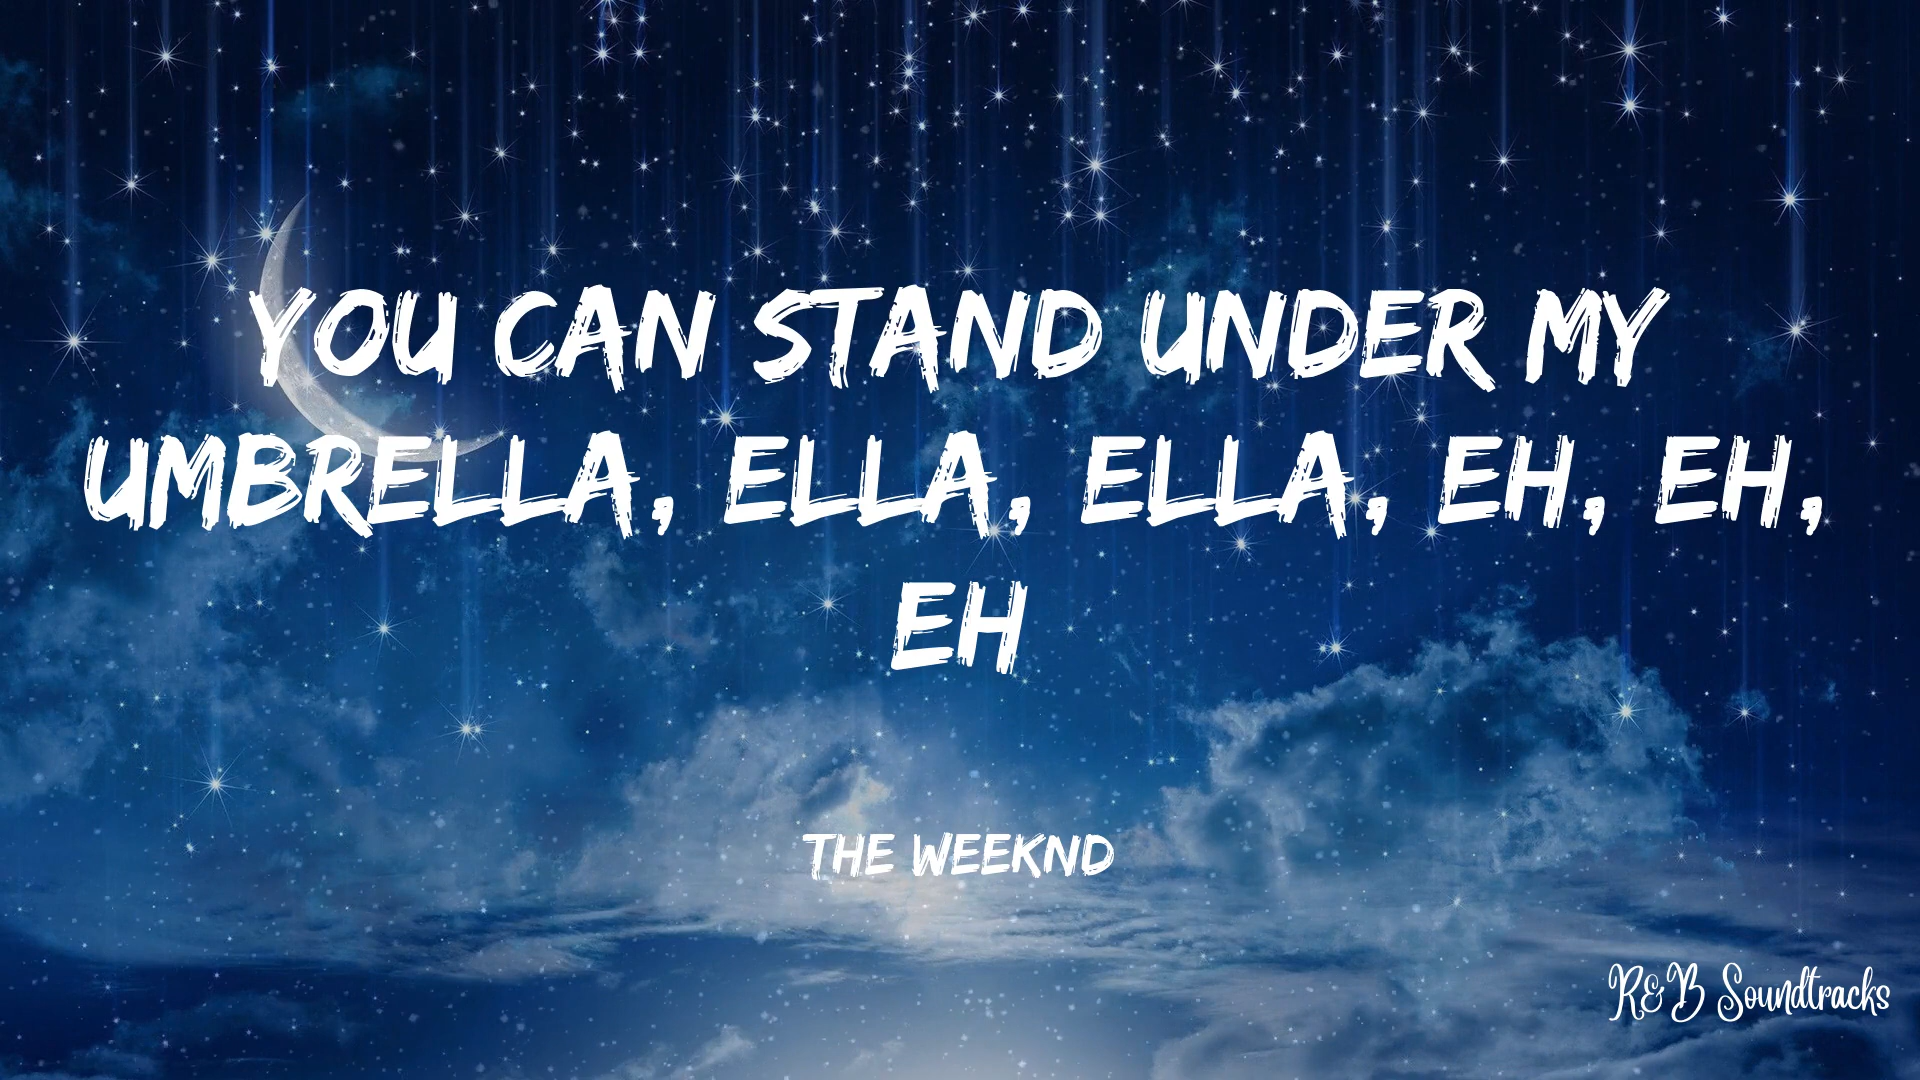 YOU CAN STAND UNDER MY
UMBRELLA, ELLA, ELLA, EH, EH,
EH
THE WEEKND
R&B Soundtracks